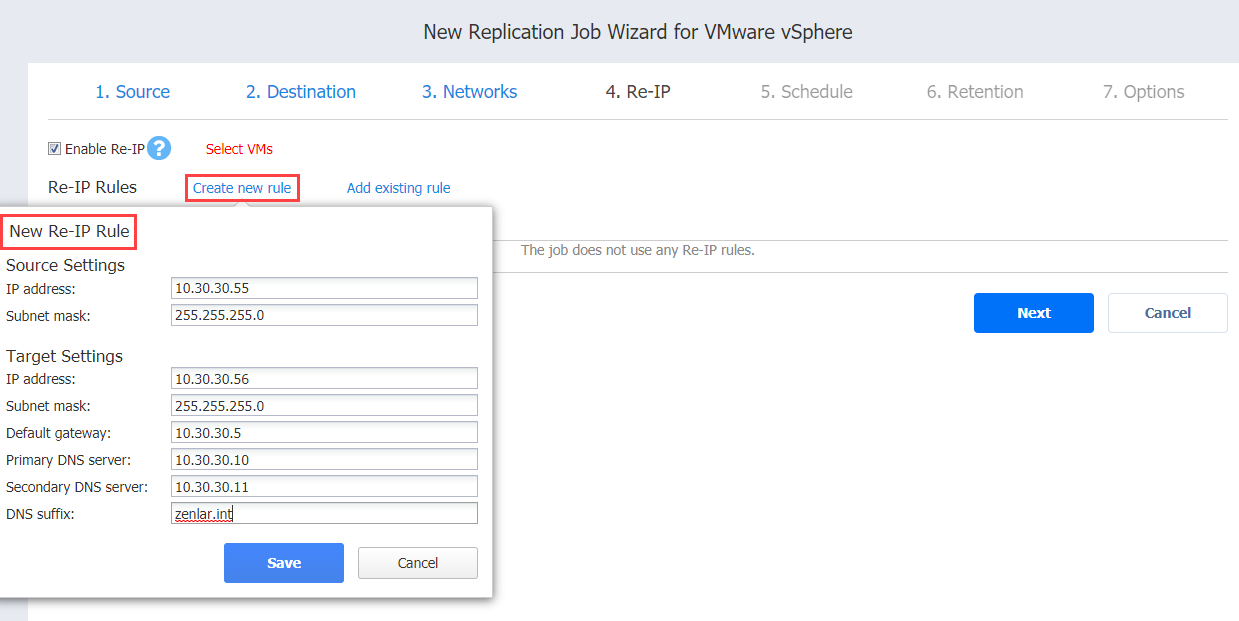 New Replication Job Wizard for VMware vSphere
1. Source 2. Destination 3. Networks 4. Re-IP 5. Schedule 6. Retention 7. Options
Enable Re-IP ? Select VMs
Re-IP Rules Create new rule Add existing rule
New Re-IP Rule
The job does not use any Re-IP rules.
Source Settings
IP address: 10.30.30.55
Subnet mask: 255.255.255.0
Next Cancel
Target Settings
IP address: 10.30.30.56
Subnet mask: 255.255.255.0
Default gateway: 10.30.30.5
Primary DNS server: 10.30.30.10
Secondary DNS server: 10.30.30.11
DNS suffix: zenlar.int
Save Cancel